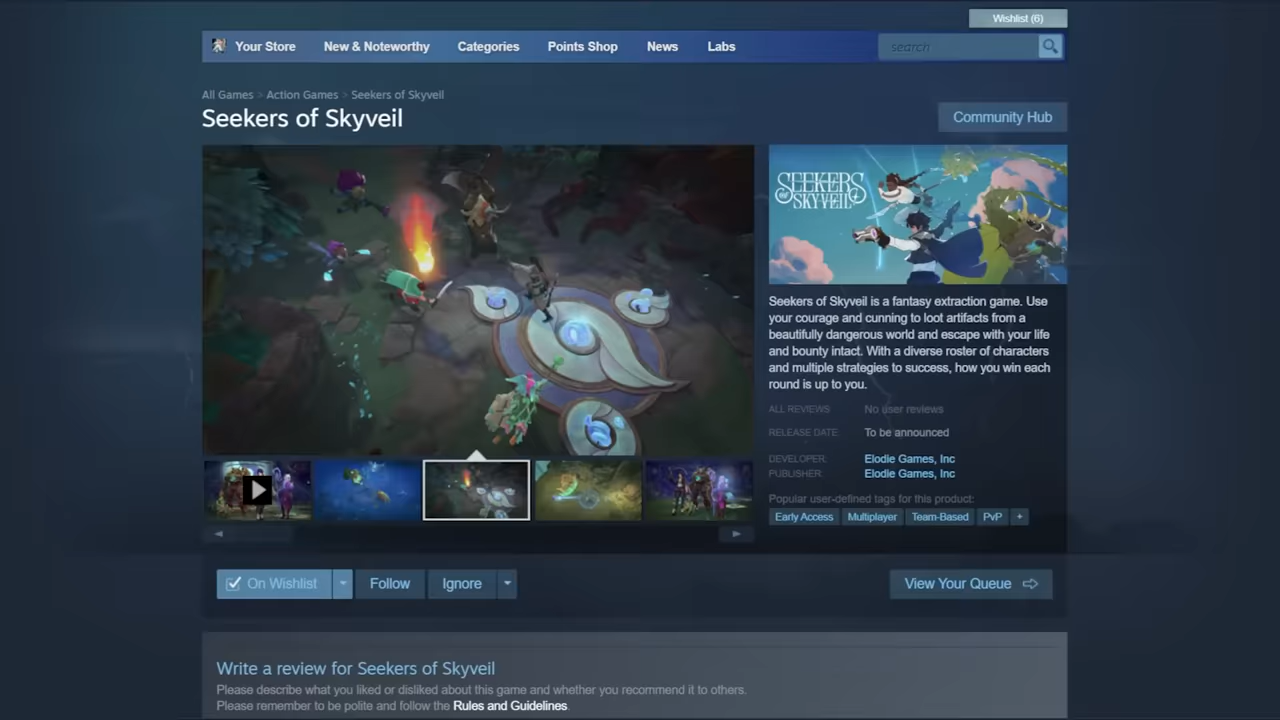 Wishlist (6)
Your Store
New & Noteworthy
Categories
Points Shop
News
Labs
search
All Games > Action Games > Seekers of Skyveil
Seekers of Skyveil
Community Hub
SEEKERS
OF
SKYVEIL
Seekers of Skyveil is a fantasy extraction game. Use
your courage and cunning to loot artifacts from a
beautifully dangerous world and escape with your life
and bounty intact. With a diverse roster of characters
and multiple strategies to success, how you win each
round is up to you.
ALL REVIEWS No user reviews
RELEASE DATE To be announced
DEVELOPER: Elodie Games, Inc
PUBLISHER: Elodie Games, Inc
Popular user-defined tags for this product:
Early Access Multiplayer Team-Based PvP +
On Wishlist
Follow
Ignore
View Your Queue
Write a review for Seekers of Skyveil
Please describe what you liked or disliked about this game and whether you recommend it to others.
Please remember to be polite and follow the Rules and Guidelines.